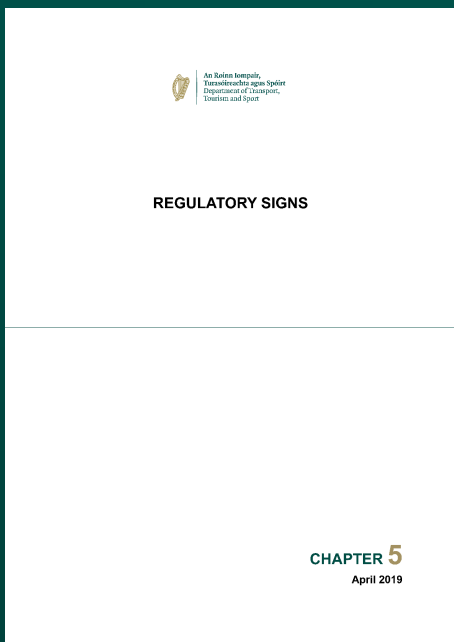 An Roinn Iompair,
Turasóireachta agus Spóirt
Department of Transport,
Tourism and Sport
REGULATORY SIGNS
CHAPTER 5
April 2019